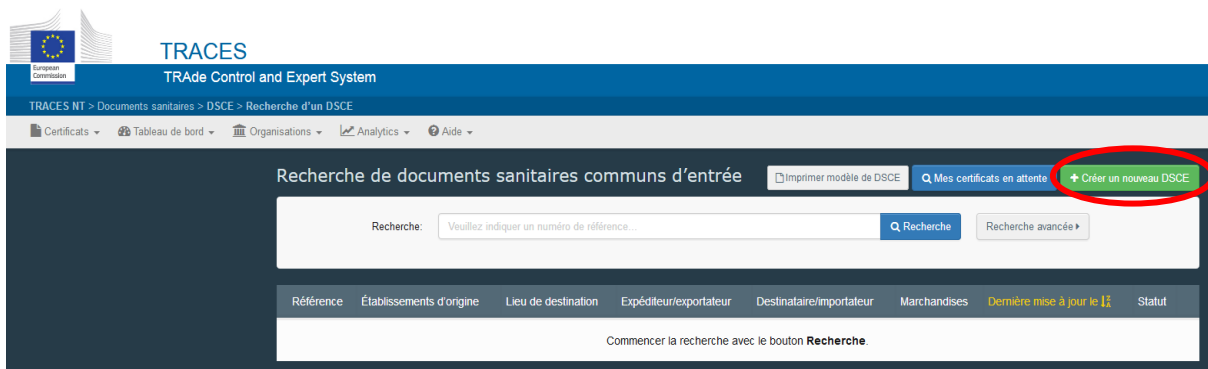 TRACES
European
Commission
TRAde Control and Expert System
TRACES NT > Documents sanitaires > DSCE > Recherche d'un DSCE
Certificats Tableau de bord Organisations Analytics Aide
Recherche de documents sanitaires communs d'entrée Imprimer modèle de DSCE Mes certificats en attente + Créer un nouveau DSCE
Recherche: Veuillez indiquer un numéro de référence... Recherche Recherche avancée
Référence Établissements d'origine Lieu de destination Expéditeur/exportateur Destinataire/importateur Marchandises Dernière mise à jour le Statut
Commencer la recherche avec le bouton Recherche.